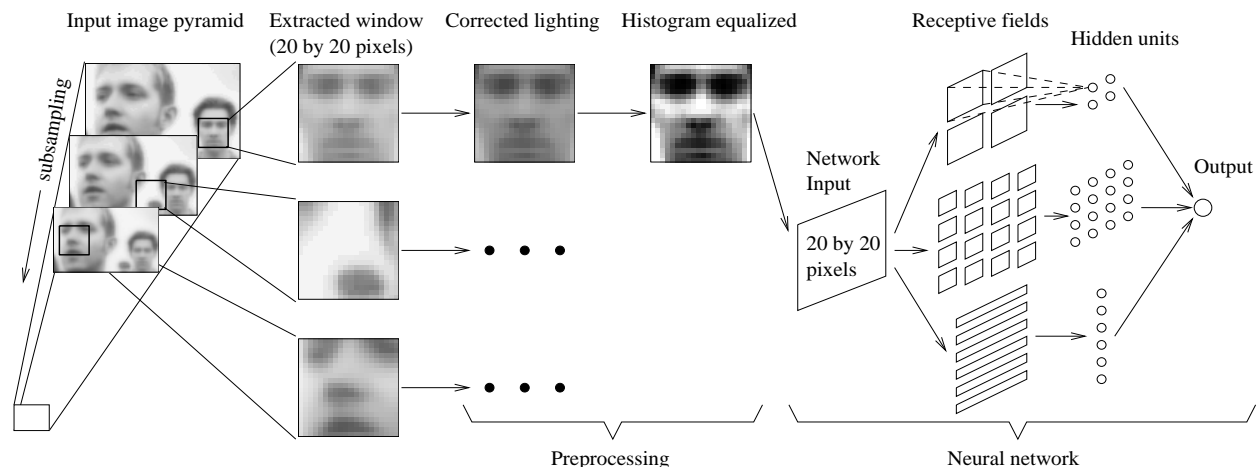 Input image pyramid
Extracted window
(20 by 20 pixels)
Corrected lighting
Histogram equalized
Receptive fields
Hidden units
subsampling
Network
Input
Output
20 by 20
pixels
Preprocessing
Neural network